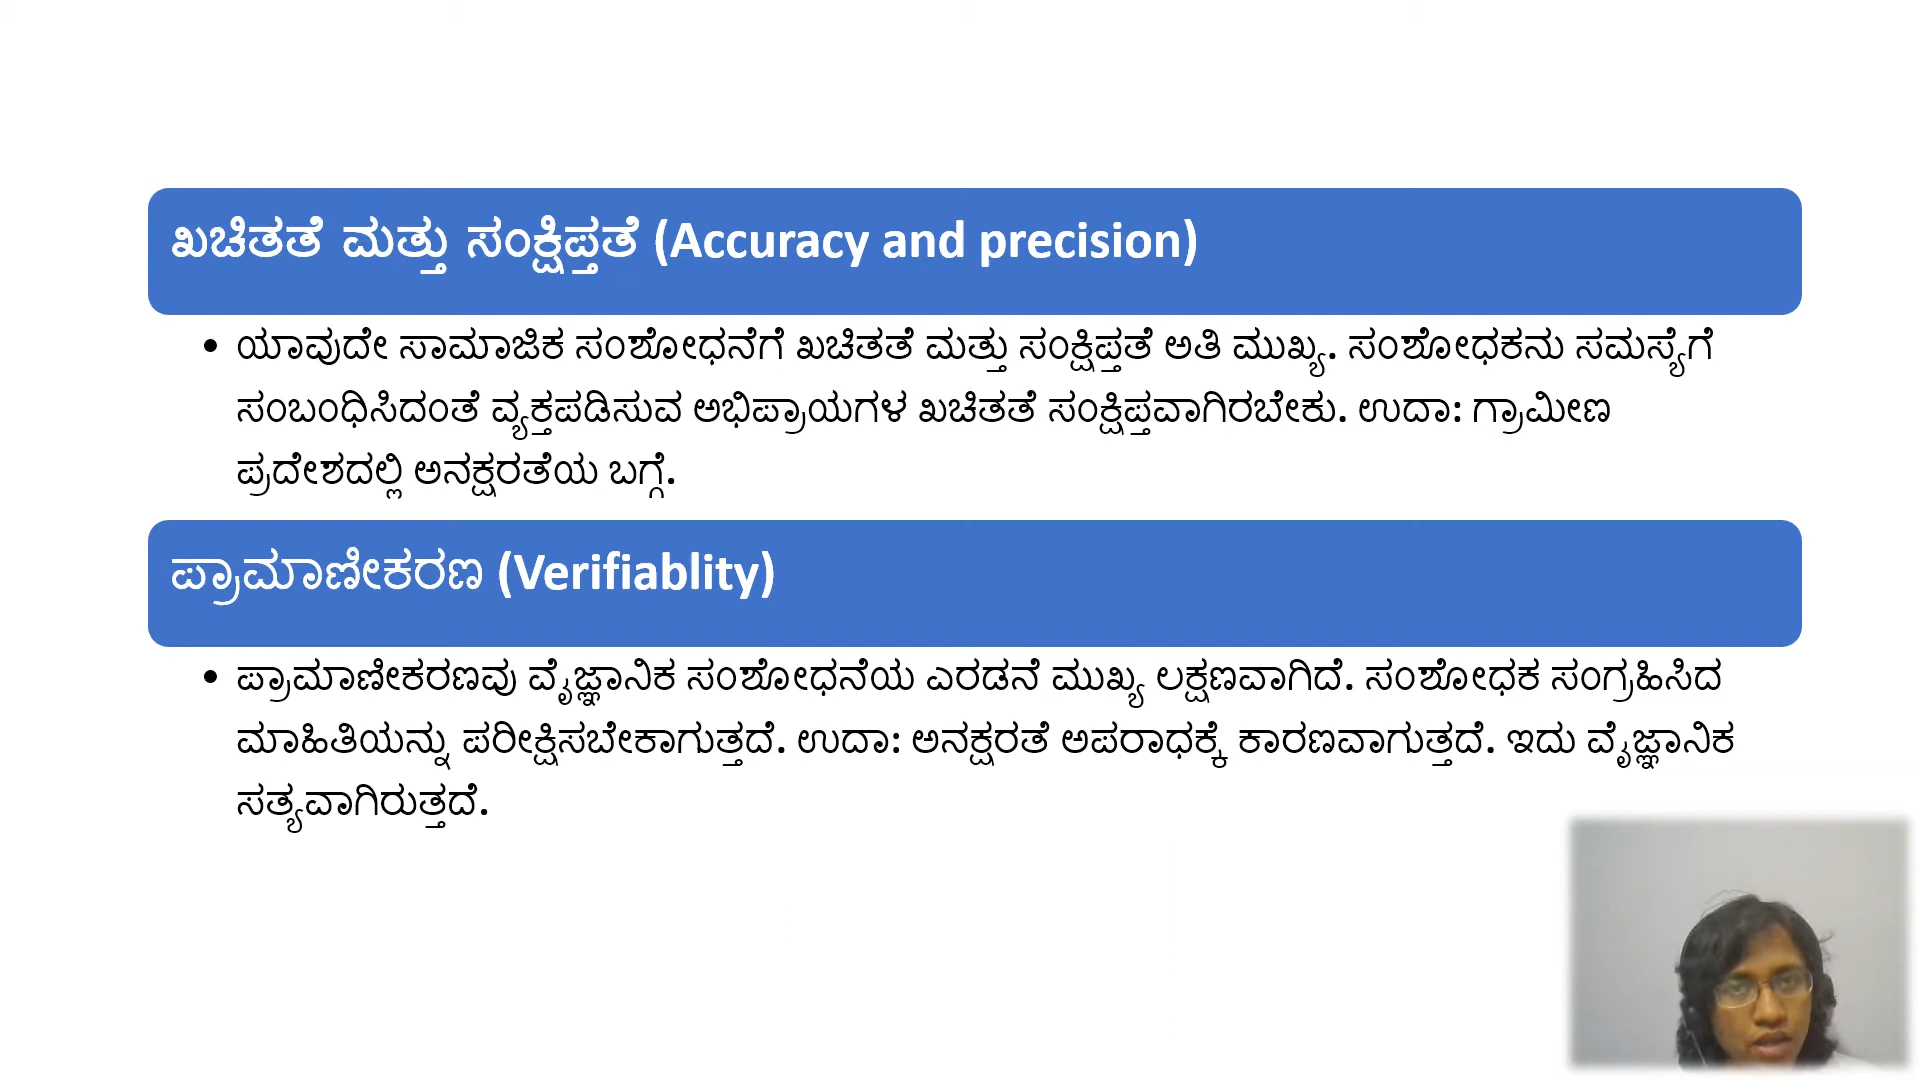 ಖಚಿತತೆ ಮತ್ತು ಸಂಕ್ಷಿಪ್ತತೆ (Accuracy and precision)
• ಯಾವುದೇ ಸಾಮಾಜಿಕ ಸಂಶೋಧನೆಗೆ ಖಚಿತತೆ ಮತ್ತು ಸಂಕ್ಷಿಪ್ತತೆ ಅತಿ ಮುಖ್ಯ. ಸಂಶೋಧಕನು ಸಮಸ್ಯೆಗೆ
ಸಂಬಂಧಿಸಿದಂತೆ ವ್ಯಕ್ತಪಡಿಸುವ ಅಭಿಪ್ರಾಯಗಳ ಖಚಿತತೆ ಸಂಕ್ಷಿಪ್ತವಾಗಿರಬೇಕು. ಉದಾ: ಗ್ರಾಮೀಣ
ಪ್ರದೇಶದಲ್ಲಿ ಅನಕ್ಷರತೆಯ ಬಗ್ಗೆ.
ಪ್ರಾಮಾಣೀಕರಣ (Verifiablity)
• ಪ್ರಾಮಾಣೀಕರಣವು ವೈಜ್ಞಾನಿಕ ಸಂಶೋಧನೆಯ ಎರಡನೆ ಮುಖ್ಯ ಲಕ್ಷಣವಾಗಿದೆ. ಸಂಶೋಧಕ ಸಂಗ್ರಹಿಸಿದ
ಮಾಹಿತಿಯನ್ನು ಪರೀಕ್ಷಿಸಬೇಕಾಗುತ್ತದೆ. ಉದಾ: ಅನಕ್ಷರತೆ ಅಪರಾಧಕ್ಕೆ ಕಾರಣವಾಗುತ್ತದೆ. ಇದು ವೈಜ್ಞಾನಿಕ
ಸತ್ಯವಾಗಿರುತ್ತದೆ.